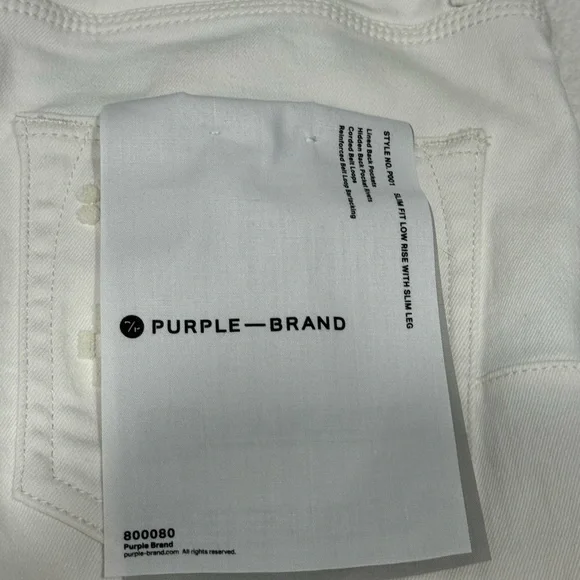 STYLE NO. P001 SLIM FIT LOW RISE WITH SLIM LEG
Lined Back Pockets
Hidden Back Pocket Rivets
Corded Belt Loops
Reinforced Belt Loop Bartacking
PURPLE—BRAND
800080
Purple Brand
purple-brand.com All rights reserved.